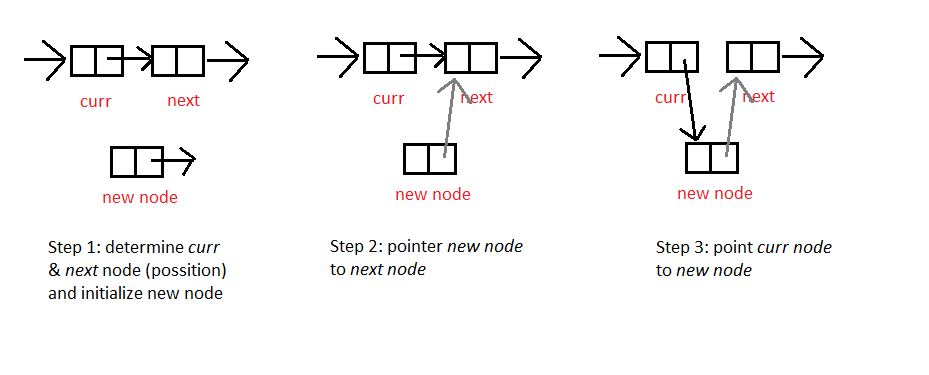 curr
next
new node
Step 1: determine curr
& next node (possition)
and initialize new node
curr
next
new node
Step 2: pointer new node
to next node
curr
next
new node
Step 3: point curr node
to new node